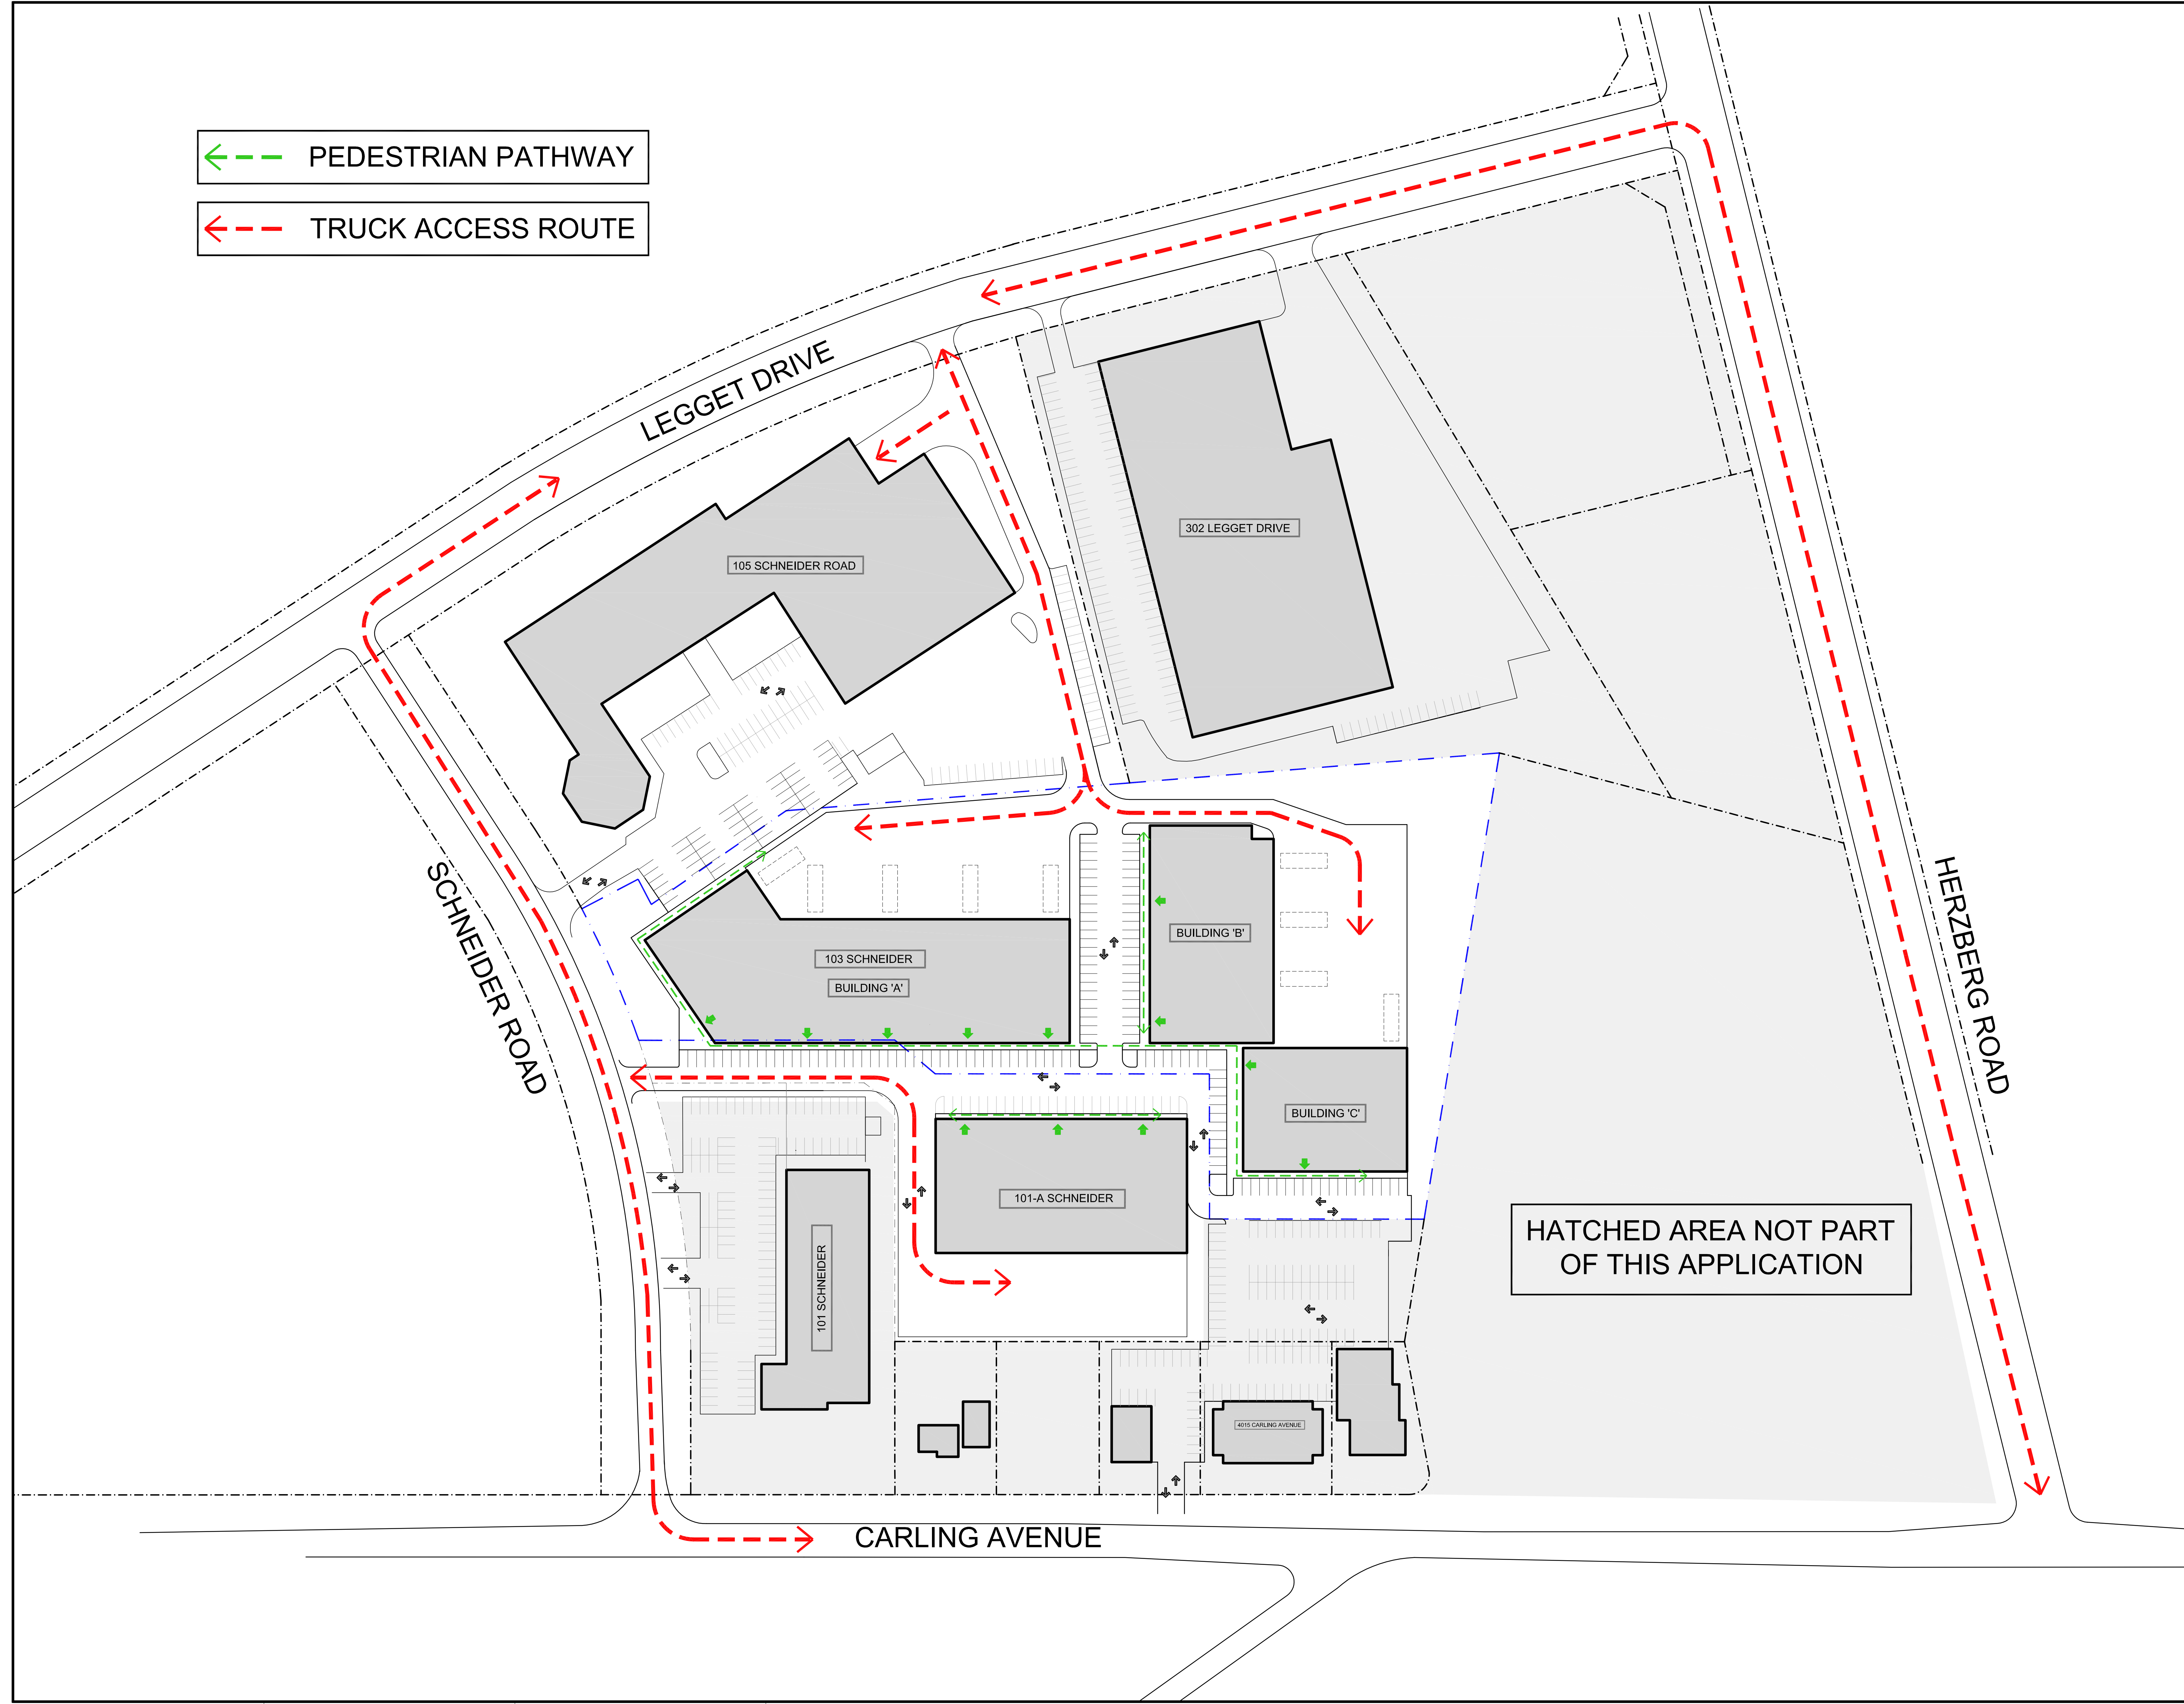 PEDESTRIAN PATHWAY
TRUCK ACCESS ROUTE
LEGGET DRIVE
302 LEGGET DRIVE
105 SCHNEIDER ROAD
SCHNEIDER ROAD
HERZBERG ROAD
103 SCHNEIDER
BUILDING 'A'
BUILDING 'B'
BUILDING 'C'
101-A SCHNEIDER
101 SCHNEIDER
HATCHED AREA NOT PART
OF THIS APPLICATION
4015 CARLING AVENUE
CARLING AVENUE